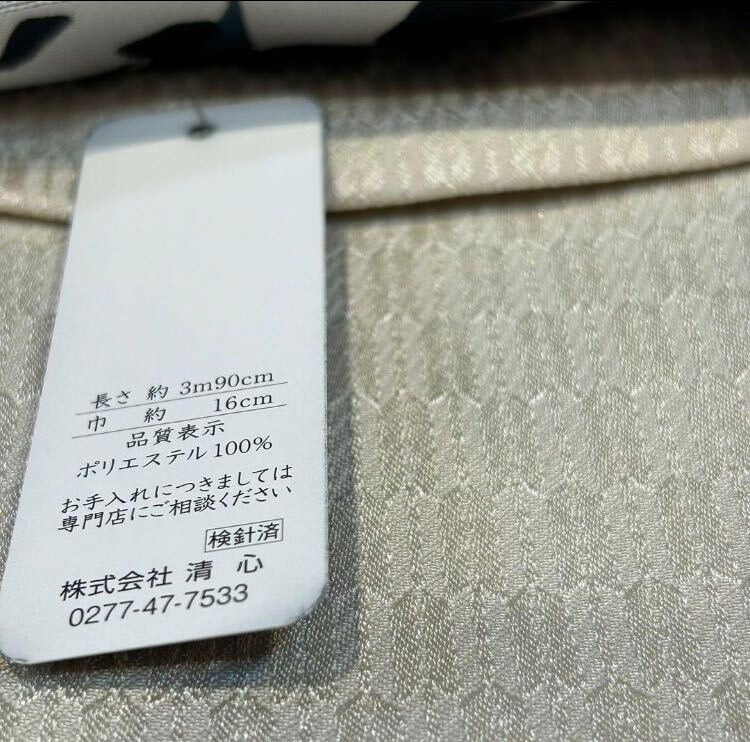 長さ 約 3m90cm
巾 約 16cm
品質表示
ポリエステル100%
お手入れにつきましては
専門店にご相談ください
検針済
株式会社 清心
0277-47-7533